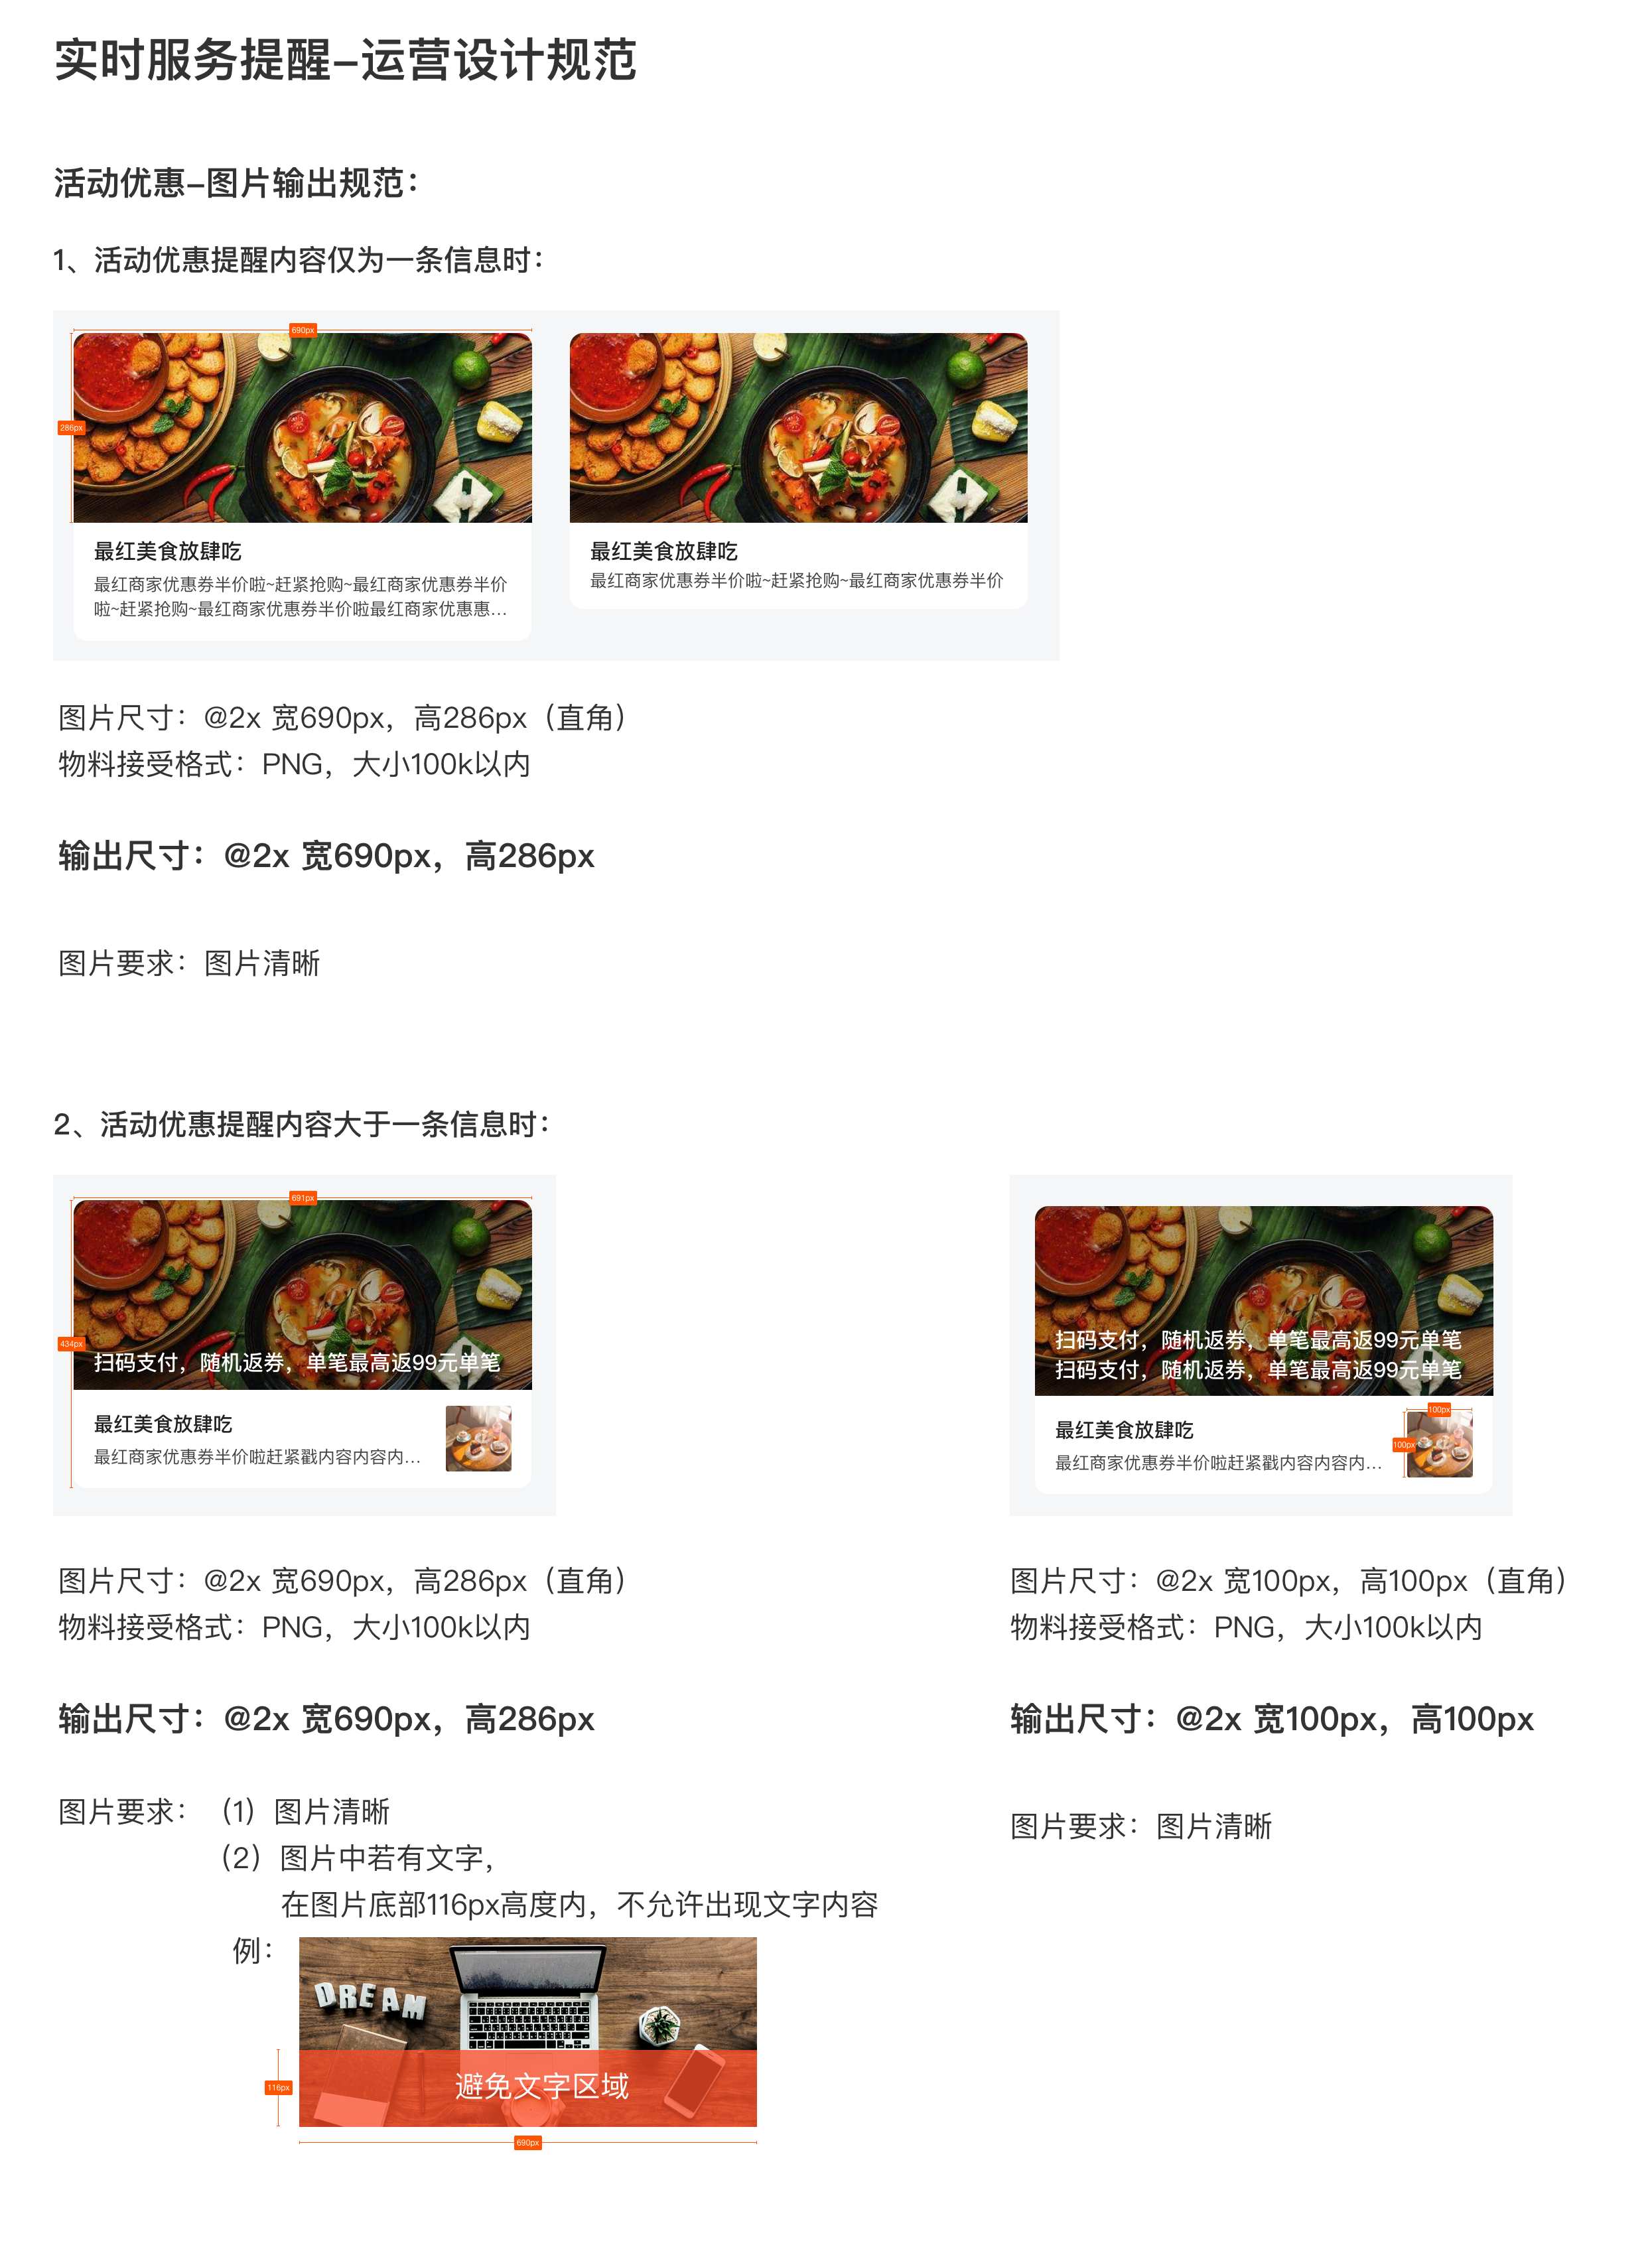 实时服务提醒–运营设计规范
活动优惠–图片输出规范：
1、活动优惠提醒内容仅为一条信息时：
690px
286px
最红美食放肆吃
最红商家优惠券半价啦~赶紧抢购~最红商家优惠券半价
啦~赶紧抢购~最红商家优惠券半价啦最红商家优惠惠…
最红美食放肆吃
最红商家优惠券半价啦~赶紧抢购~最红商家优惠券半价
图片尺寸：@2x 宽690px，高286px（直角）
物料接受格式：PNG，大小100k以内
输出尺寸：@2x 宽690px，高286px
图片要求：图片清晰
2、活动优惠提醒内容大于一条信息时：
691px
434px
扫码支付，随机返券，单笔最高返99元单笔
最红美食放肆吃
最红商家优惠券半价啦赶紧戳内容内容内…
图片尺寸：@2x 宽690px，高286px（直角）
物料接受格式：PNG，大小100k以内
输出尺寸：@2x 宽690px，高286px
图片要求：（1）图片清晰
（2）图片中若有文字，
在图片底部116px高度内，不允许出现文字内容
例：
DREAM
避免文字区域
116px
690px
扫码支付，随机返券，单笔最高返99元单笔
扫码支付，随机返券，单笔最高返99元单笔
最红美食放肆吃
最红商家优惠券半价啦赶紧戳内容内容内…
100px
100px
图片尺寸：@2x 宽100px，高100px（直角）
物料接受格式：PNG，大小100k以内
输出尺寸：@2x 宽100px，高100px
图片要求：图片清晰